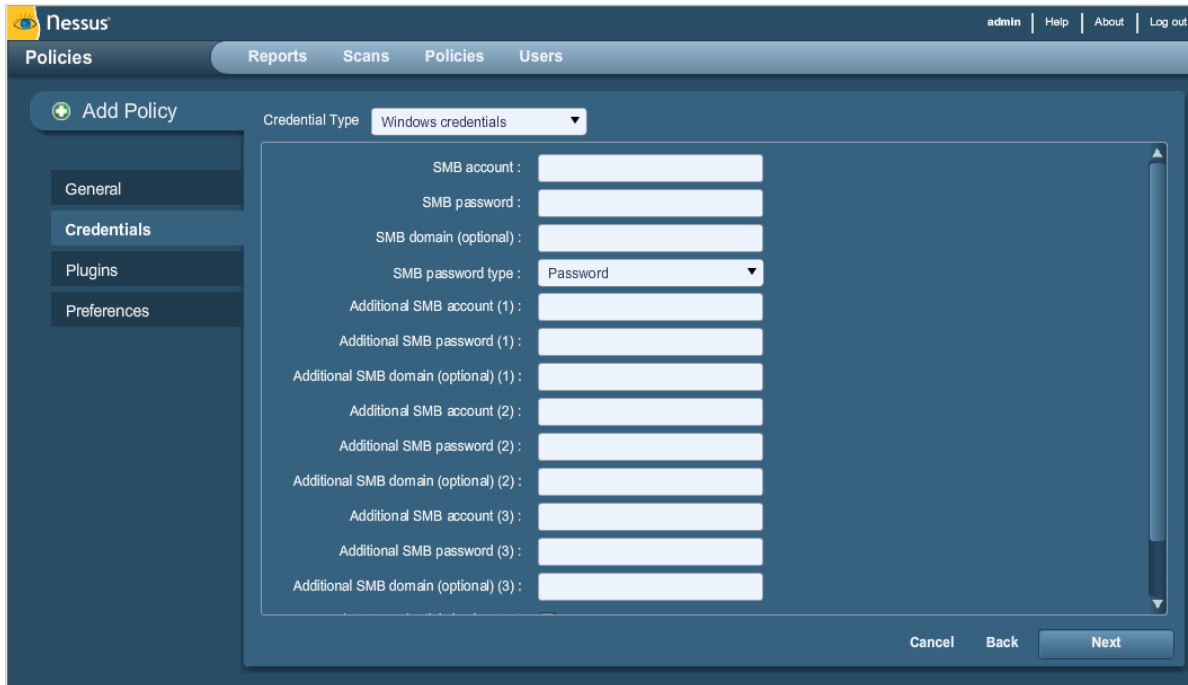 Nessus
admin | Help | About | Log out
Policies
Reports Scans Policies Users
Add Policy
General
Credentials
Plugins
Preferences
Credential Type Windows credentials
SMB account :
SMB password :
SMB domain (optional) :
SMB password type : Password
Additional SMB account (1) :
Additional SMB password (1) :
Additional SMB domain (optional) (1) :
Additional SMB account (2) :
Additional SMB password (2) :
Additional SMB domain (optional) (2) :
Additional SMB account (3) :
Additional SMB password (3) :
Additional SMB domain (optional) (3) :
Cancel Back Next